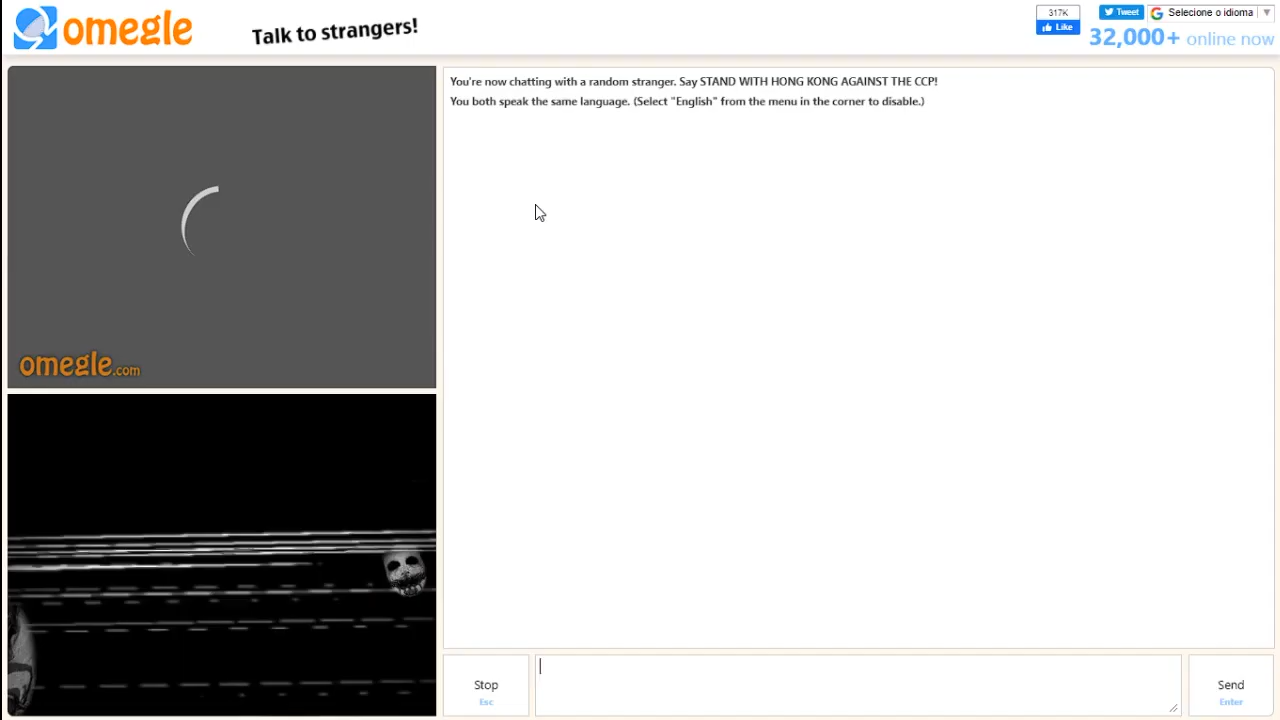 omegle
Talk to strangers!
317K
Like
Tweet
Selecione o idioma
32,000+ online now
You're now chatting with a random stranger. Say STAND WITH HONG KONG AGAINST THE CCP!
You both speak the same language. (Select "English" from the menu in the corner to disable.)
omegle.com
Stop
Esc
Send
Enter